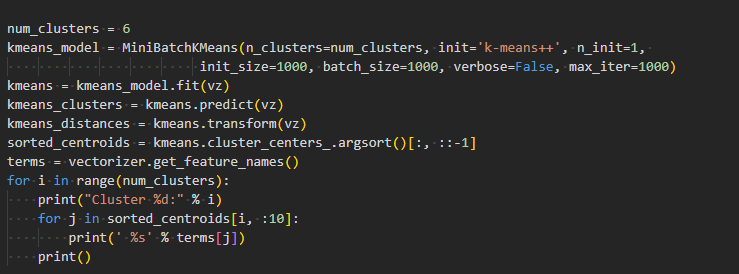 num_clusters = 6
kmeans_model = MiniBatchKMeans(n_clusters=num_clusters, init='k-means++', n_init=1,
                             init_size=1000, batch_size=1000, verbose=False, max_iter=1000)
kmeans = kmeans_model.fit(vz)
kmeans_clusters = kmeans.predict(vz)
kmeans_distances = kmeans.transform(vz)
sorted_centroids = kmeans.cluster_centers_.argsort()[:, ::-1]
terms = vectorizer.get_feature_names()
for i in range(num_clusters):
    print("Cluster %d:" % i)
    for j in sorted_centroids[i, :10]:
        print(' %s' % terms[j])
    print()